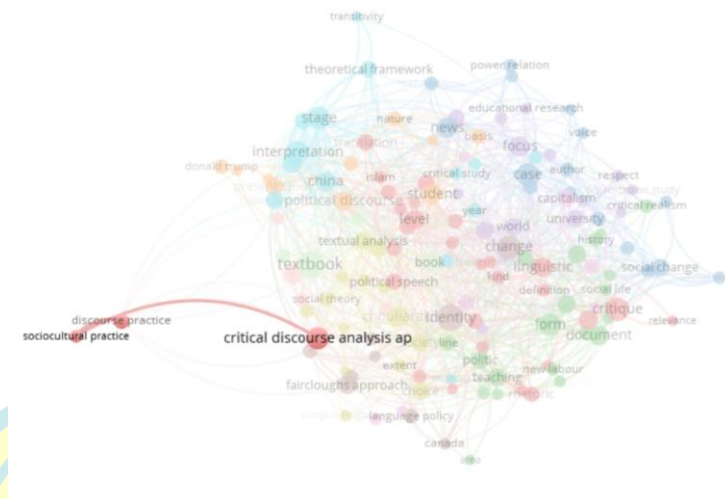 transitivity
power relation
theoretical framework
educational research
stage
nature
news
basis
voice
focus
translation
interpretation
donald trump
islam
critical study
case
author
respect
china
student
political discourse
capitalism
critical realism
level
year
university
world
textual analysis
change
history
textbook
book
linguistic
social change
kind
political speech
definition
social life
social theory
identity
critique
discourse practice
form
relevance
sociocultural practice
critical discourse analysis ap
document
politic
extent
new labour
teaching
faircloughs approach
choice
rhetoric
language policy
canada